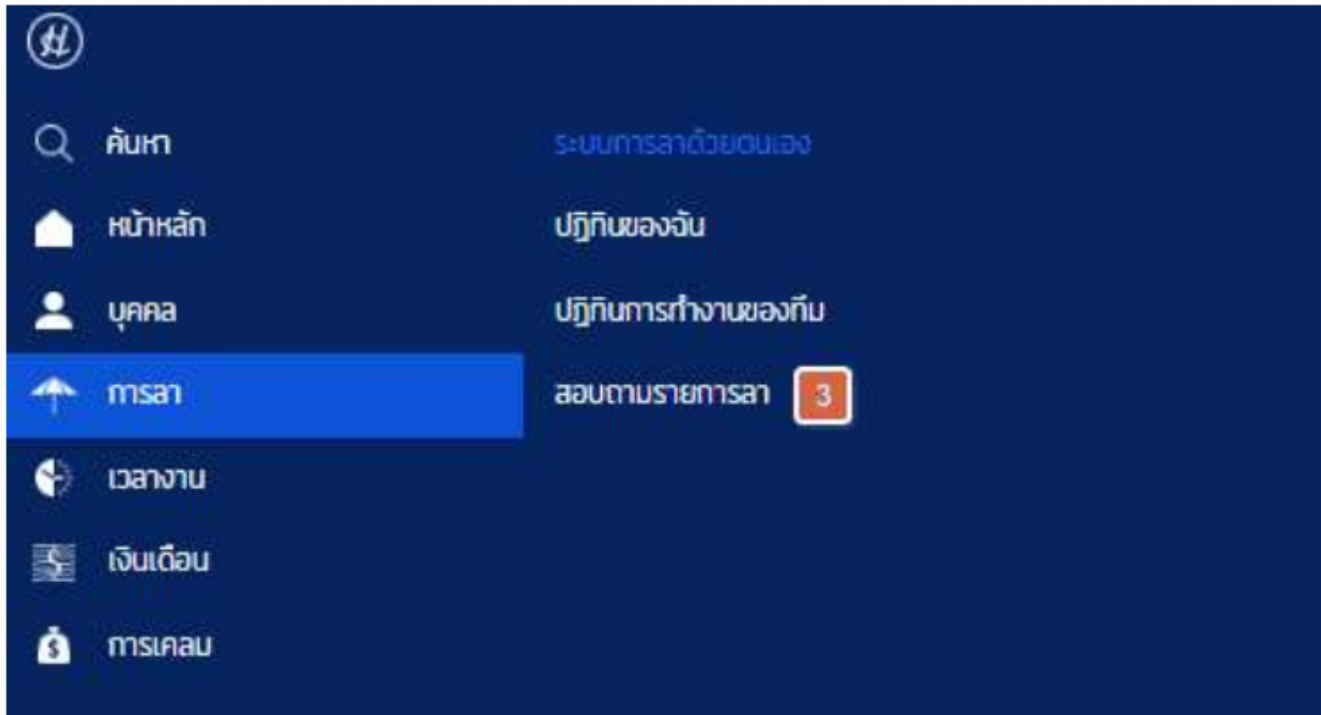 ค้นหา
หน้าหลัก
บุคคล
การลา
เวลางาน
เงินเดือน
การเคลม
ระบบการลาด้วยตนเอง
ปฏิทินของฉัน
ปฏิทินการทำงานของทีม
สอบถามรายการลา 3